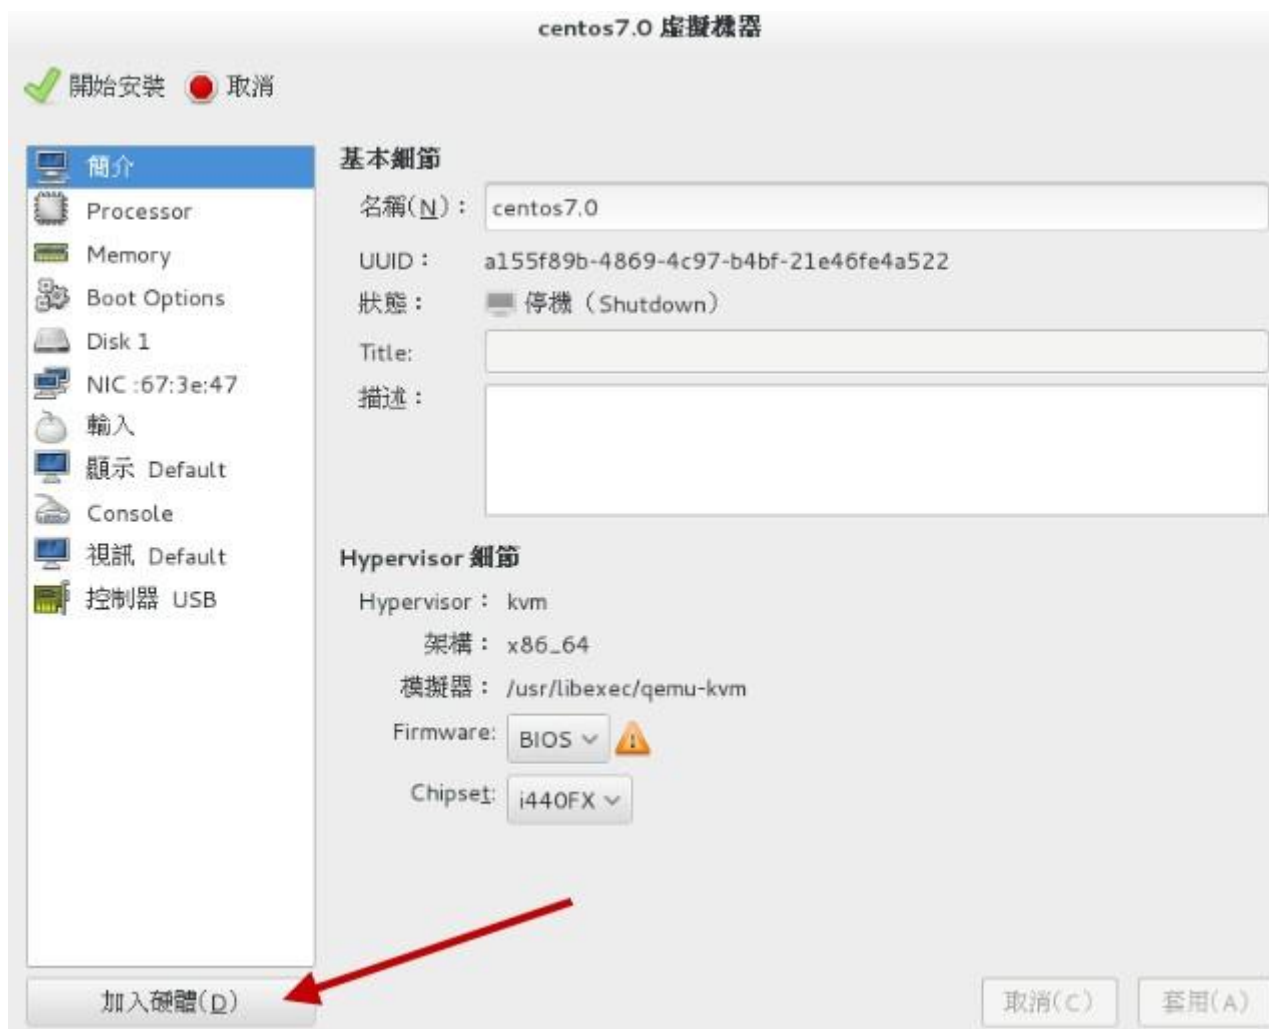 centos7.0 虛擬機器
開始安裝 取消
簡介
Processor
Memory
Boot Options
Disk 1
NIC :67:3e:47
輸入
顯示 Default
Console
視訊 Default
控制器 USB
加入硬體(D)
基本細節
名稱(N)： centos7.0
UUID： a155f89b-4869-4c97-b4bf-21e46fe4a522
狀態： 停機（Shutdown）
Title:
描述：
Hypervisor 細節
Hypervisor： kvm
架構： x86_64
模擬器： /usr/libexec/qemu-kvm
Firmware: BIOS
Chipset: i440FX
取消(C) 套用(A)